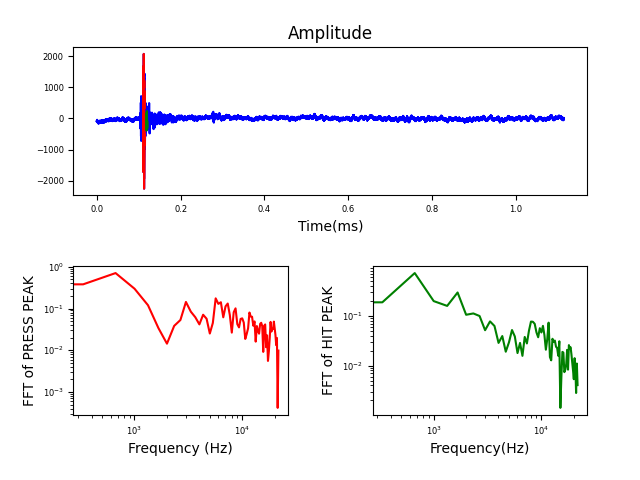 Amplitude
2000
1000
0
−1000
−2000
0.0 0.2 0.4 0.6 0.8 1.0
Time(ms)
FFT of PRESS PEAK
10⁰
10⁻¹
10⁻²
10⁻³
10³ 10⁴
Frequency (Hz)
FFT of HIT PEAK
10⁻¹
10⁻²
10³ 10⁴
Frequency(Hz)